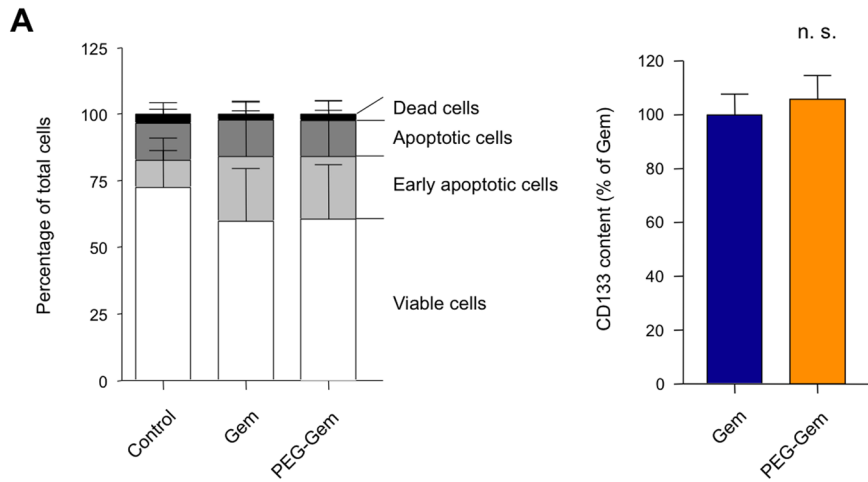 A
125
100
75
50
25
0
Percentage of total cells
Control
Gem
PEG-Gem
Dead cells
Apoptotic cells
Early apoptotic cells
Viable cells
n. s.
120
100
80
60
40
20
0
CD133 content (% of Gem)
Gem
PEG-Gem